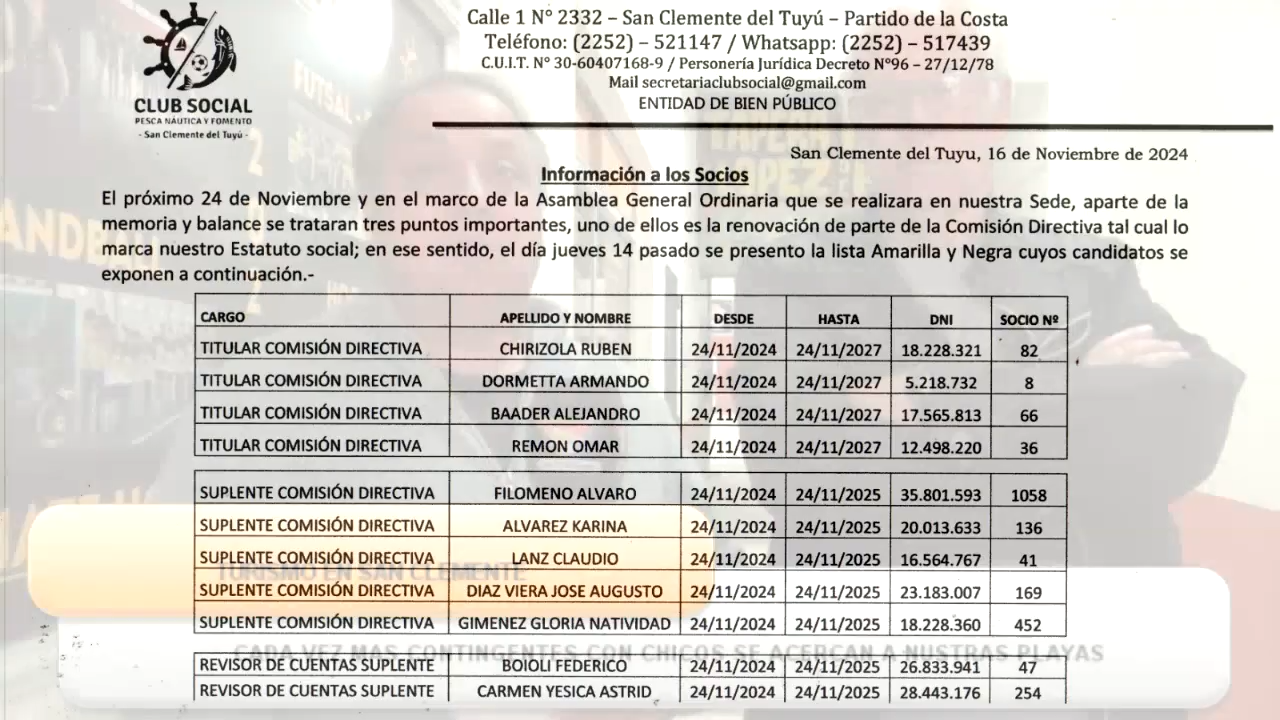 Calle 1 N° 2332 – San Clemente del Tuyú – Partido de la Costa
Teléfono: (2252) – 521147 / Whatsapp: (2252) – 517439
C.U.I.T. N° 30-60407168-9 / Personería Jurídica Decreto N°96 – 27/12/78
Mail secretariaclubsocial@gmail.com
ENTIDAD DE BIEN PÚBLICO
CLUB SOCIAL
PESCA NÁUTICA Y FOMENTO
- San Clemente del Tuyú -
FUTSAL
San Clemente del Tuyu, 16 de Noviembre de 2024
Información a los Socios
El próximo 24 de Noviembre y en el marco de la Asamblea General Ordinaria que se realizara en nuestra Sede, aparte de la
memoria y balance se trataran tres puntos importantes, uno de ellos es la renovación de parte de la Comisión Directiva tal cual lo
marca nuestro Estatuto social; en ese sentido, el día jueves 14 pasado se presento la lista Amarilla y Negra cuyos candidatos se
exponen a continuación.-
CARGO APELLIDO Y NOMBRE DESDE HASTA DNI SOCIO Nº
TITULAR COMISIÓN DIRECTIVA CHIRIZOLA RUBEN 24/11/2024 24/11/2027 18.228.321 82
TITULAR COMISIÓN DIRECTIVA DORMETTA ARMANDO 24/11/2024 24/11/2027 5.218.732 8
TITULAR COMISIÓN DIRECTIVA BAADER ALEJANDRO 24/11/2024 24/11/2027 17.565.813 66
TITULAR COMISIÓN DIRECTIVA REMON OMAR 24/11/2024 24/11/2027 12.498.220 36
SUPLENTE COMISIÓN DIRECTIVA FILOMENO ALVARO 24/11/2024 24/11/2025 35.801.593 1058
SUPLENTE COMISIÓN DIRECTIVA ALVAREZ KARINA 24/11/2024 24/11/2025 20.013.633 136
SUPLENTE COMISIÓN DIRECTIVA LANZ CLAUDIO 24/11/2024 24/11/2025 16.564.767 41
TURISMO EN SAN CLEMENTE
SUPLENTE COMISIÓN DIRECTIVA DIAZ VIERA JOSE AUGUSTO 24/11/2024 24/11/2025 23.183.007 169
SUPLENTE COMISIÓN DIRECTIVA GIMENEZ GLORIA NATIVIDAD 24/11/2024 24/11/2025 18.228.360 452
CADA VEZ MAS CONTINGENTES CON CHICOS SE ACERCAN A NUSTRAS PLAYAS
REVISOR DE CUENTAS SUPLENTE BOIOLI FEDERICO 24/11/2024 24/11/2025 26.833.941 47
REVISOR DE CUENTAS SUPLENTE CARMEN YESICA ASTRID 24/11/2024 24/11/2025 28.443.176 254